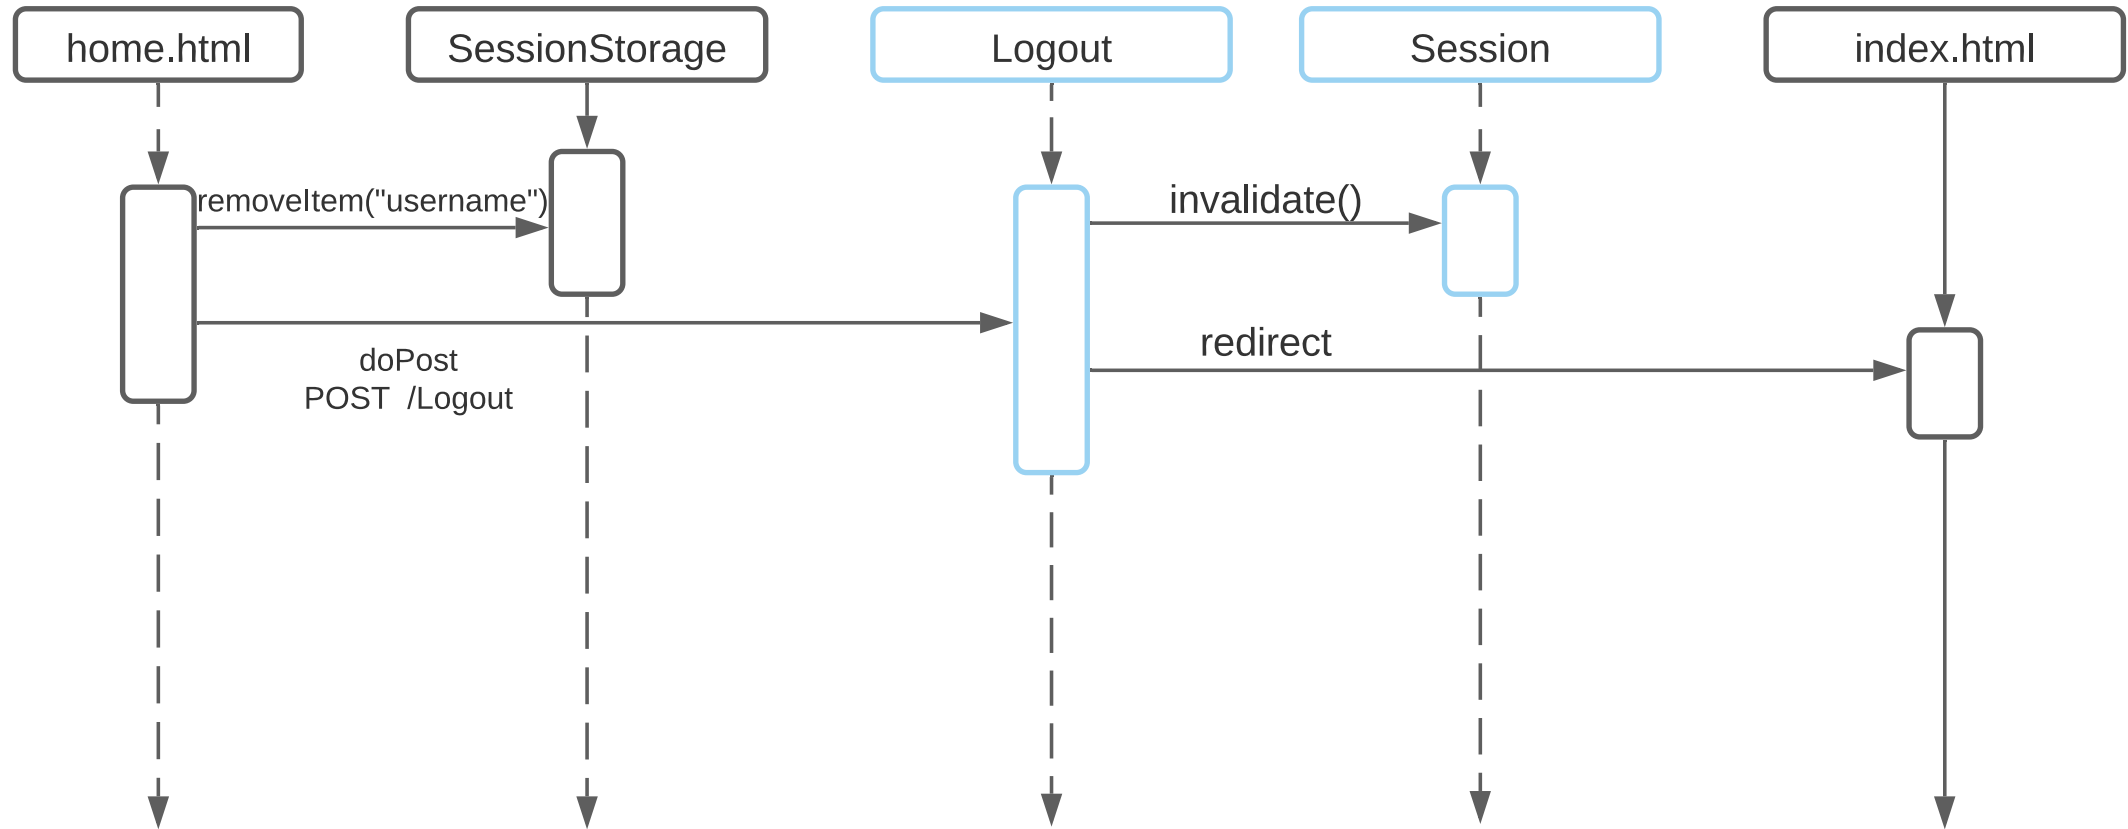 home.html
SessionStorage
Logout
Session
index.html
removeItem("username")
invalidate()
redirect
doPost
POST  /Logout